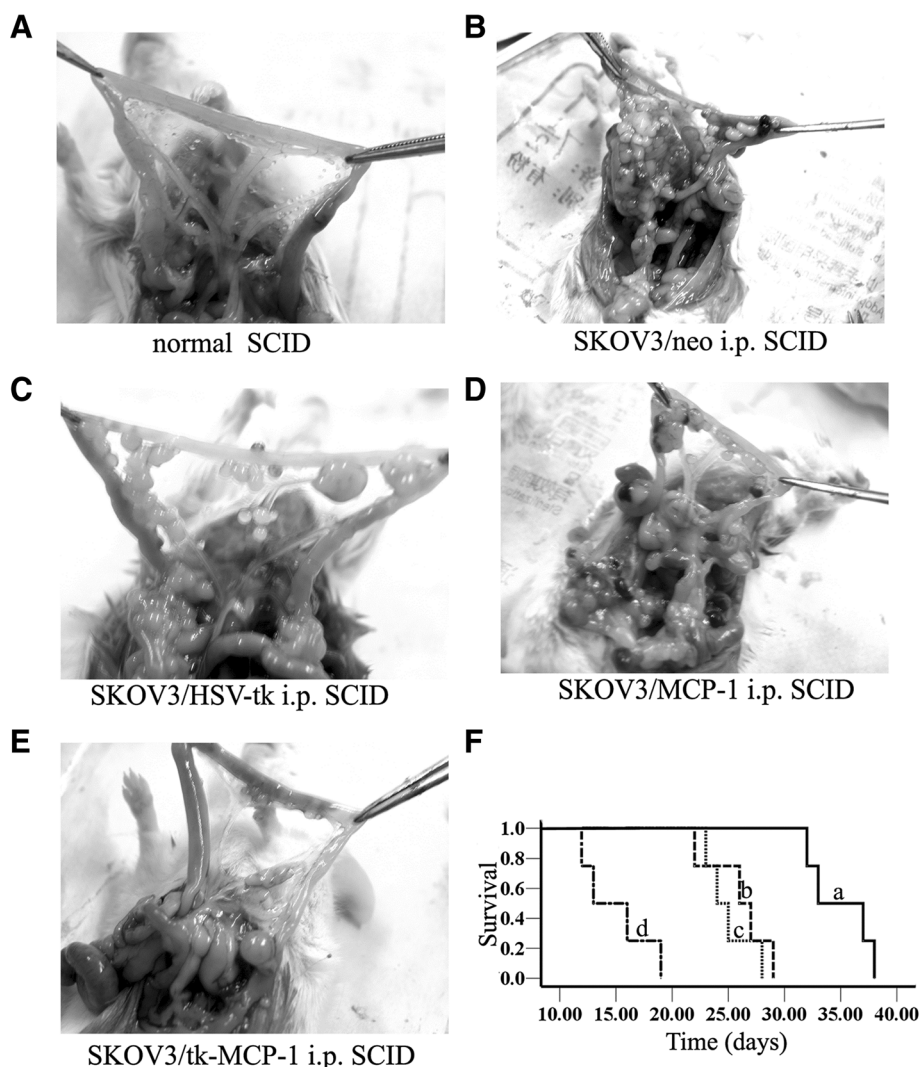 A
normal SCID
B
SKOV3/neo i.p. SCID
C
SKOV3/HSV-tk i.p. SCID
D
SKOV3/MCP-1 i.p. SCID
E
SKOV3/tk-MCP-1 i.p. SCID
F
Survival
1.0
0.8
0.6
0.4
0.2
0.0
a
b
c
d
10.00 15.00 20.00 25.00 30.00 35.00 40.00
Time (days)